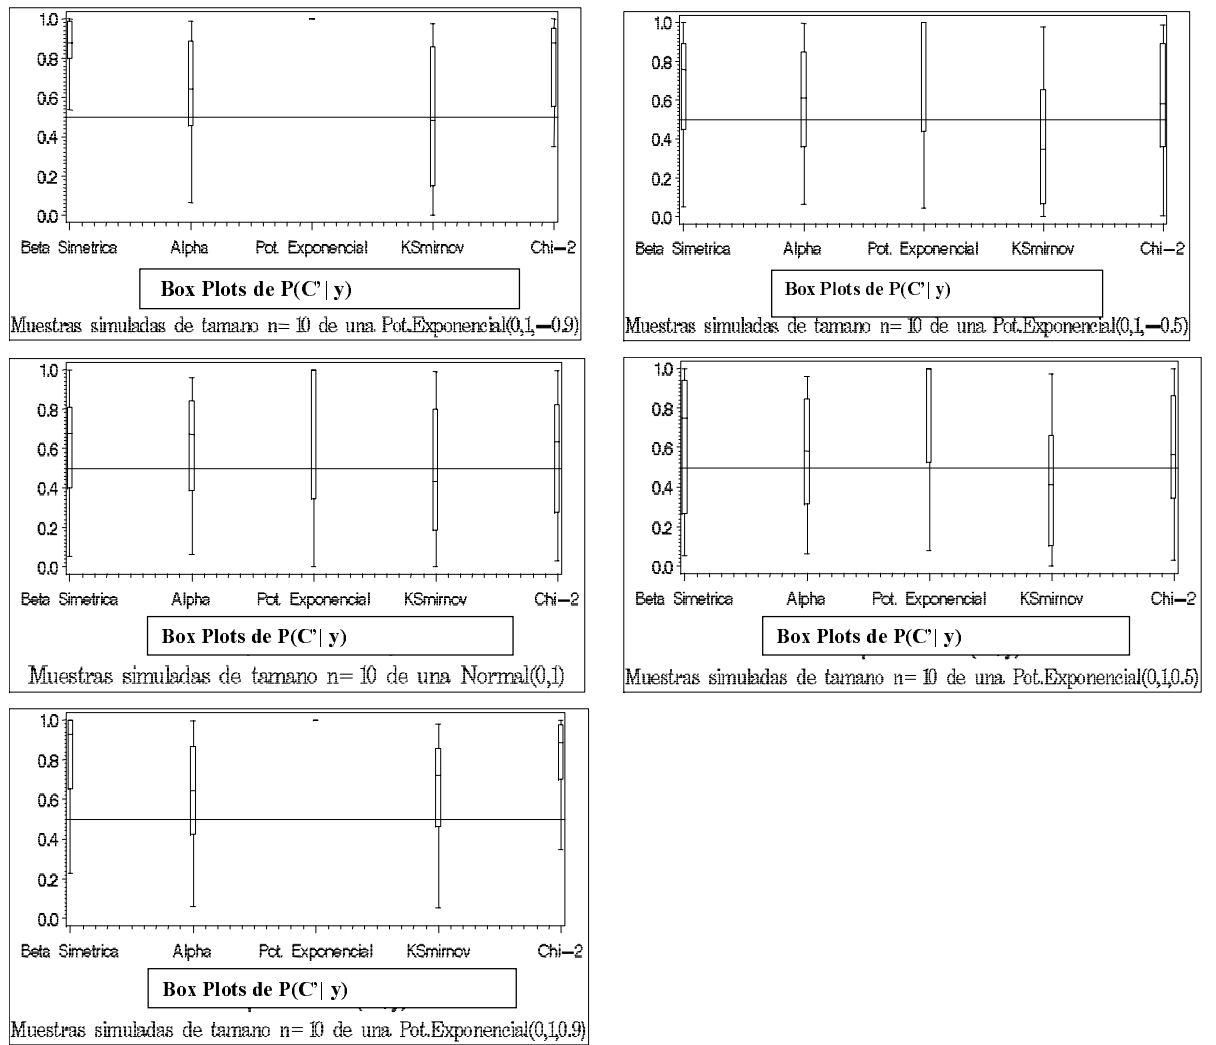 1.0
0.8
0.6
0.4
0.2
0.0
Beta Simetrica Alpha Pot. Exponencial KSmirnov Chi-2
Box Plots de P(C'| y)
Muestras simuladas de tamano n= 10 de una Pot.Exponencial(0,1,-0.9)
1.0
0.8
0.6
0.4
0.2
0.0
Beta Simetrica Alpha Pot. Exponencial KSmirnov Chi-2
Box Plots de P(C'| y)
Muestras simuladas de tamano n= 10 de una Pot.Exponencial(0,1,-0.5)
1.0
0.8
0.6
0.4
0.2
0.0
Beta Simetrica Alpha Pot. Exponencial KSmirnov Chi-2
Box Plots de P(C'| y)
Muestras simuladas de tamano n= 10 de una Normal(0,1)
1.0
0.8
0.6
0.4
0.2
0.0
Beta Simetrica Alpha Pot. Exponencial KSmirnov Chi-2
Box Plots de P(C'| y)
Muestras simuladas de tamano n= 10 de una Pot.Exponencial(0,1,0.5)
1.0
0.8
0.6
0.4
0.2
0.0
Beta Simetrica Alpha Pot. Exponencial KSmirnov Chi-2
Box Plots de P(C'| y)
Muestras simuladas de tamano n= 10 de una Pot.Exponencial(0,1,0.9)